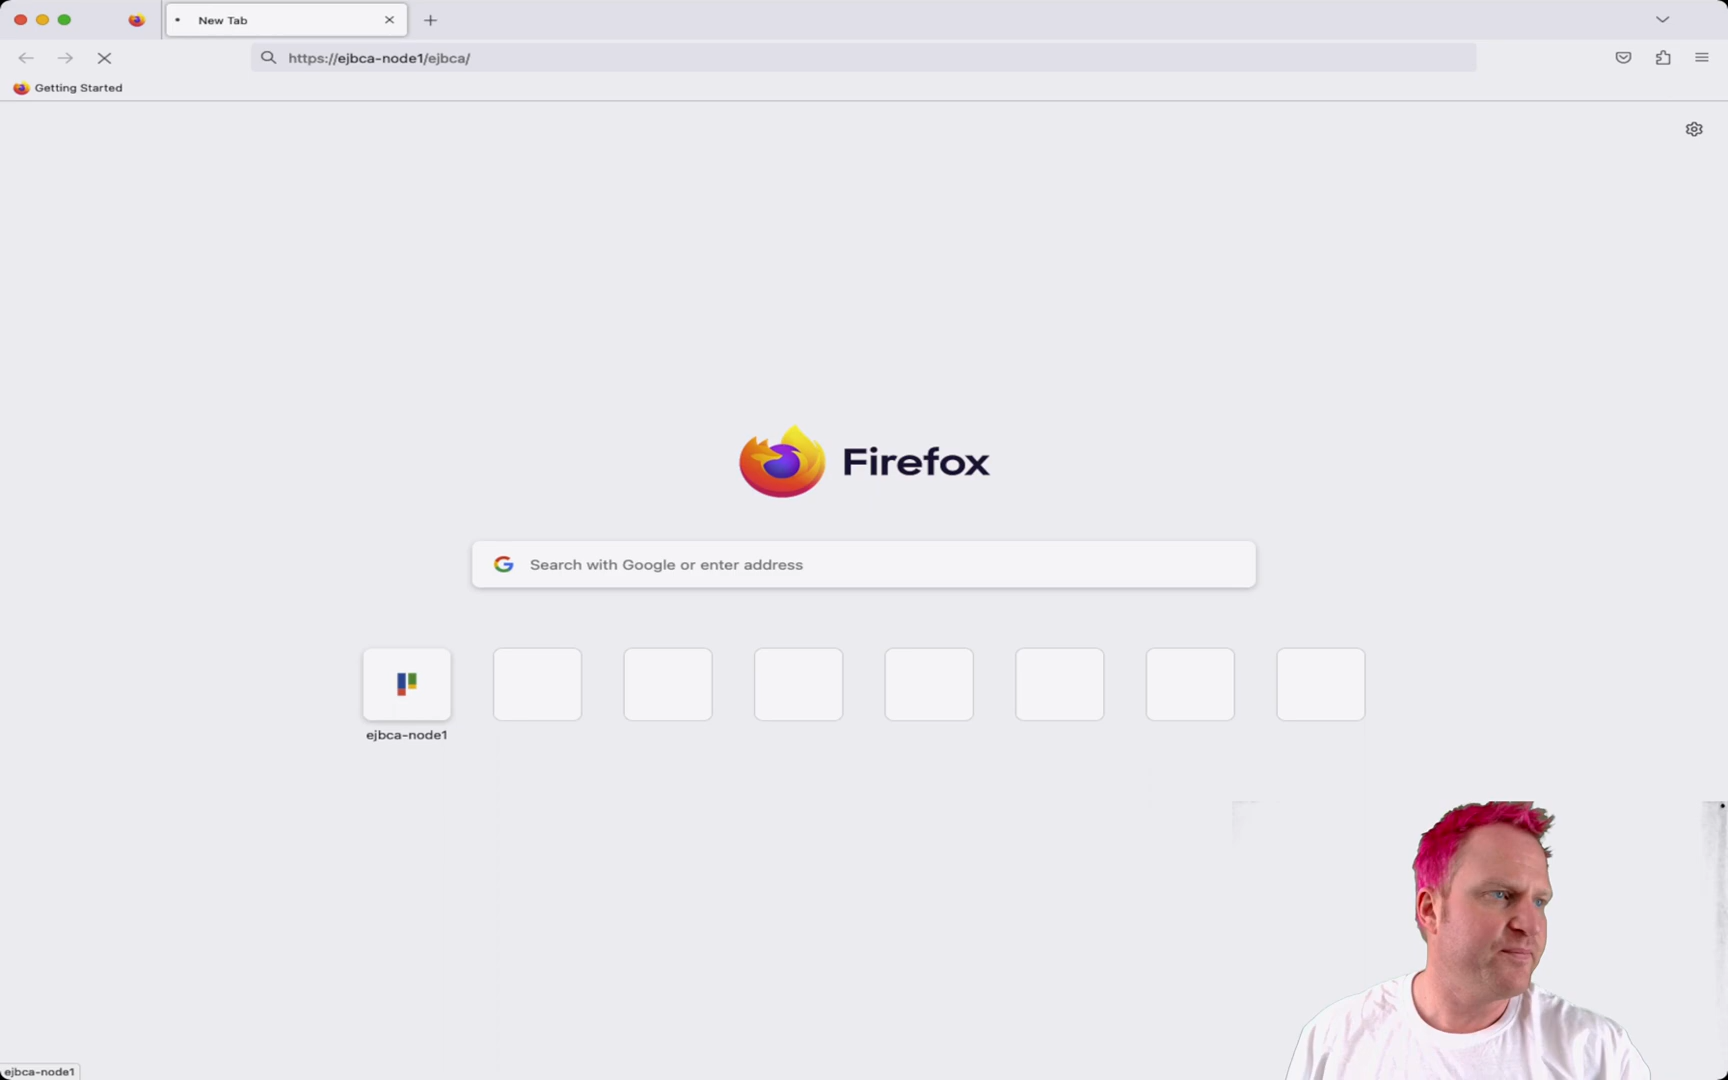 New Tab
https://ejbca-node1/ejbca/
Getting Started
Firefox
Search with Google or enter address
ejbca-node1
ejbca-node1